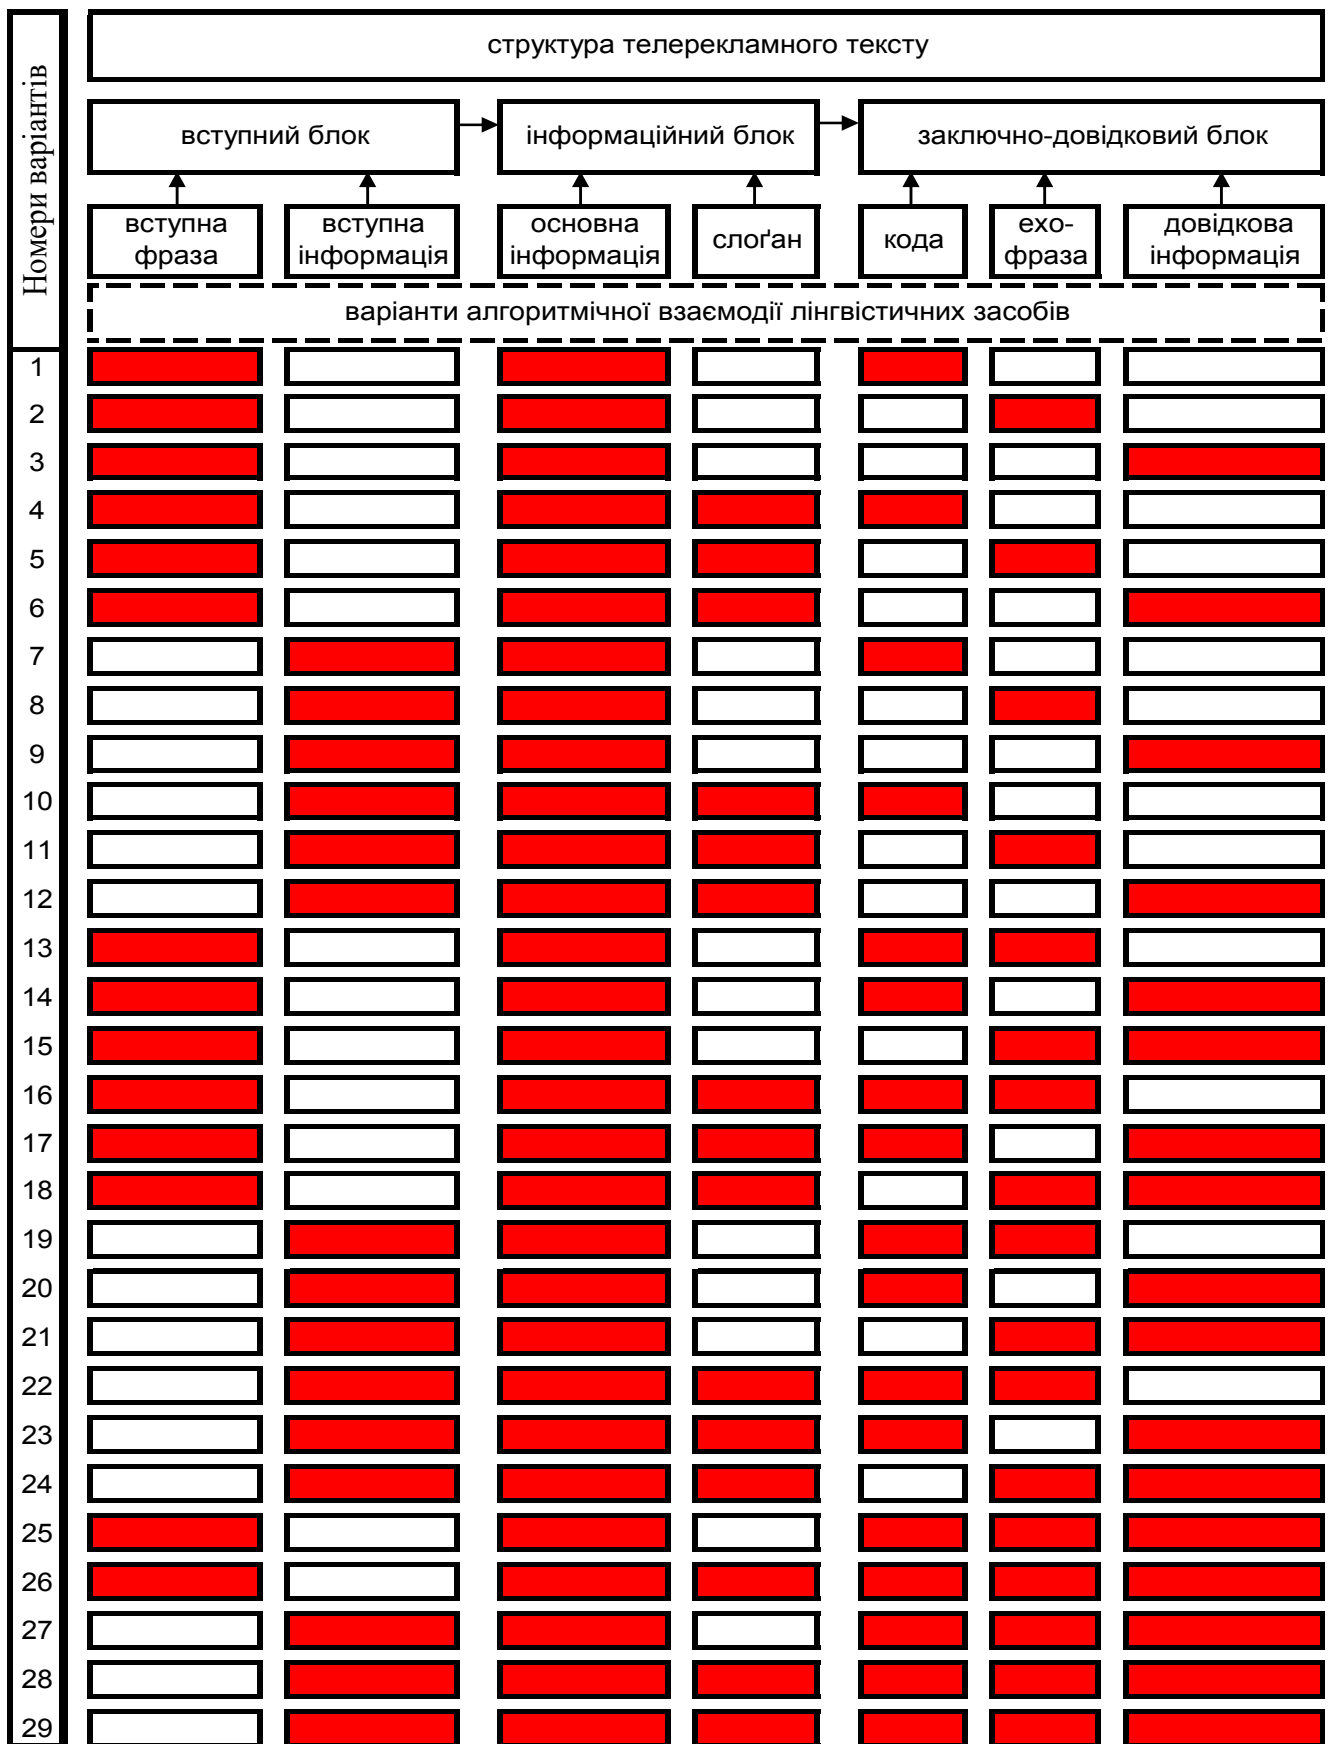 Номери варіантів
структура телерекламного тексту
вступний блок
інформаційний блок
заключно-довідковий блок
вступна
фраза
вступна
інформація
основна
інформація
слоґан
кода
ехо-
фраза
довідкова
інформація
варіанти алгоритмічної взаємодії лінгвістичних засобів
1
2
3
4
5
6
7
8
9
10
11
12
13
14
15
16
17
18
19
20
21
22
23
24
25
26
27
28
29